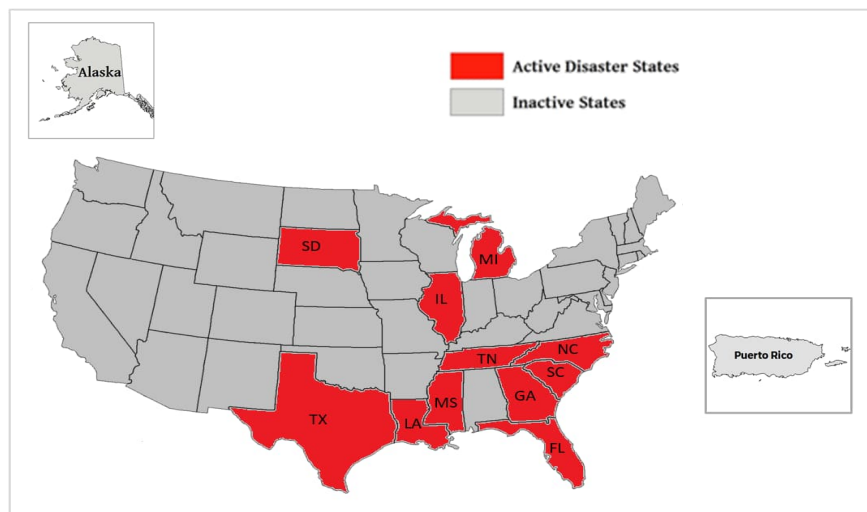 Alaska
Active Disaster States
Inactive States
SD
MI
IL
Puerto Rico
TN
NC
SC
MS
GA
TX
LA
FL